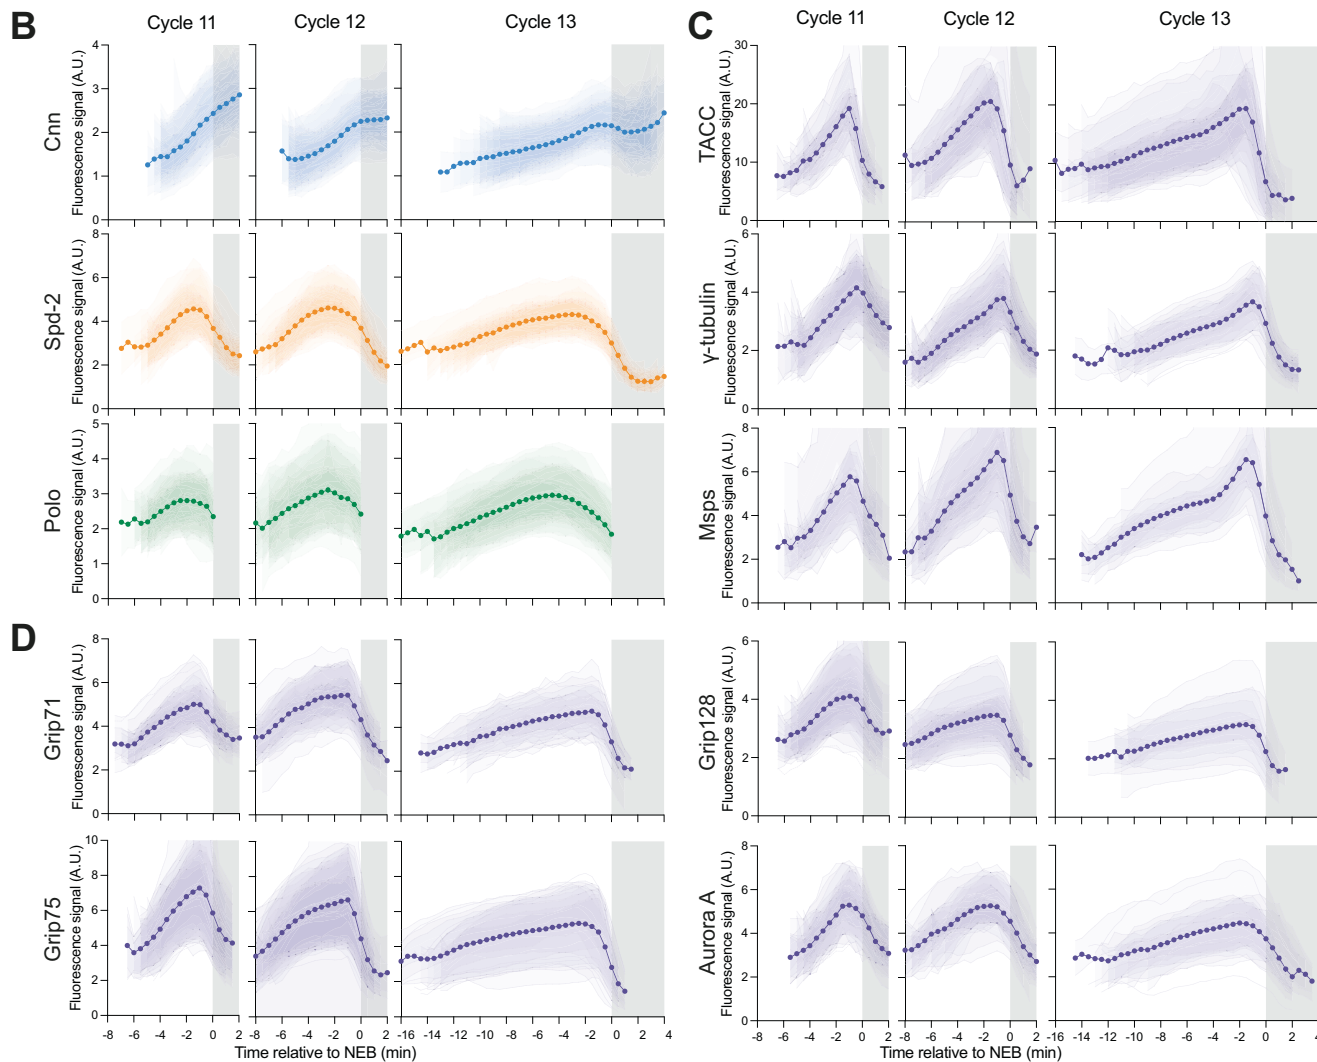 B
Cycle 11
Cycle 12
Cycle 13
Cnn
Fluorescence signal (A.U.)
4
3
2
1
0
Spd-2
Fluorescence signal (A.U.)
8
6
4
2
0
Polo
Fluorescence signal (A.U.)
5
4
3
2
1
0
C
Cycle 11
Cycle 12
Cycle 13
TACC
Fluorescence signal (A.U.)
30
20
10
0
γ-tubulin
Fluorescence signal (A.U.)
6
4
2
0
Msps
Fluorescence signal (A.U.)
8
6
4
2
0
D
Grip71
Fluorescence signal (A.U.)
8
6
4
2
0
Grip128
Fluorescence signal (A.U.)
6
4
2
0
Grip75
Fluorescence signal (A.U.)
10
8
6
4
2
0
-8 -6 -4 -2 0 2
-8 -6 -4 -2 0 2
-16 -14 -12 -10 -8 -6 -4 -2 0 2 4
Time relative to NEB (min)
Aurora A
Fluorescence signal (A.U.)
8
6
4
2
0
-8 -6 -4 -2 0 2
-8 -6 -4 -2 0 2
-16 -14 -12 -10 -8 -6 -4 -2 0 2 4
Time relative to NEB (min)